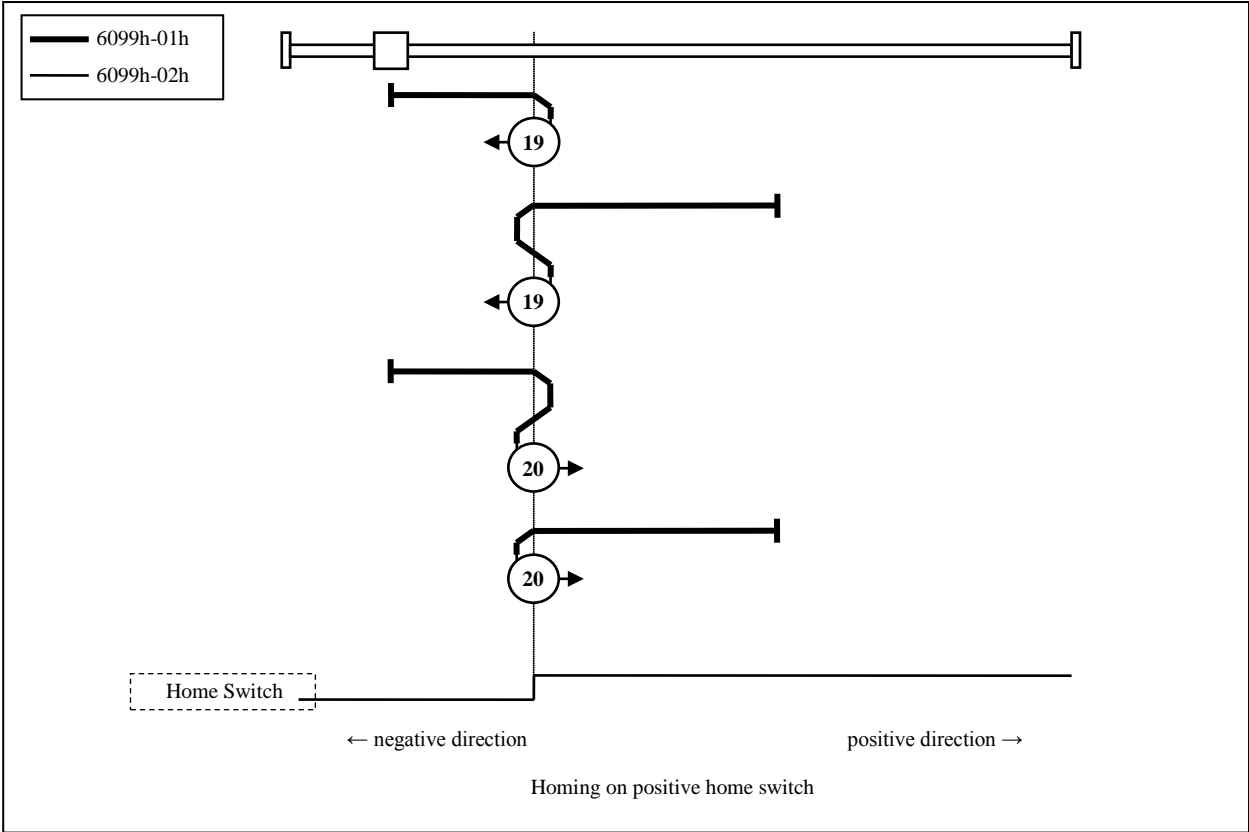 6099h-01h
6099h-02h
19
19
20
20
Home Switch
← negative direction
positive direction →
Homing on positive home switch